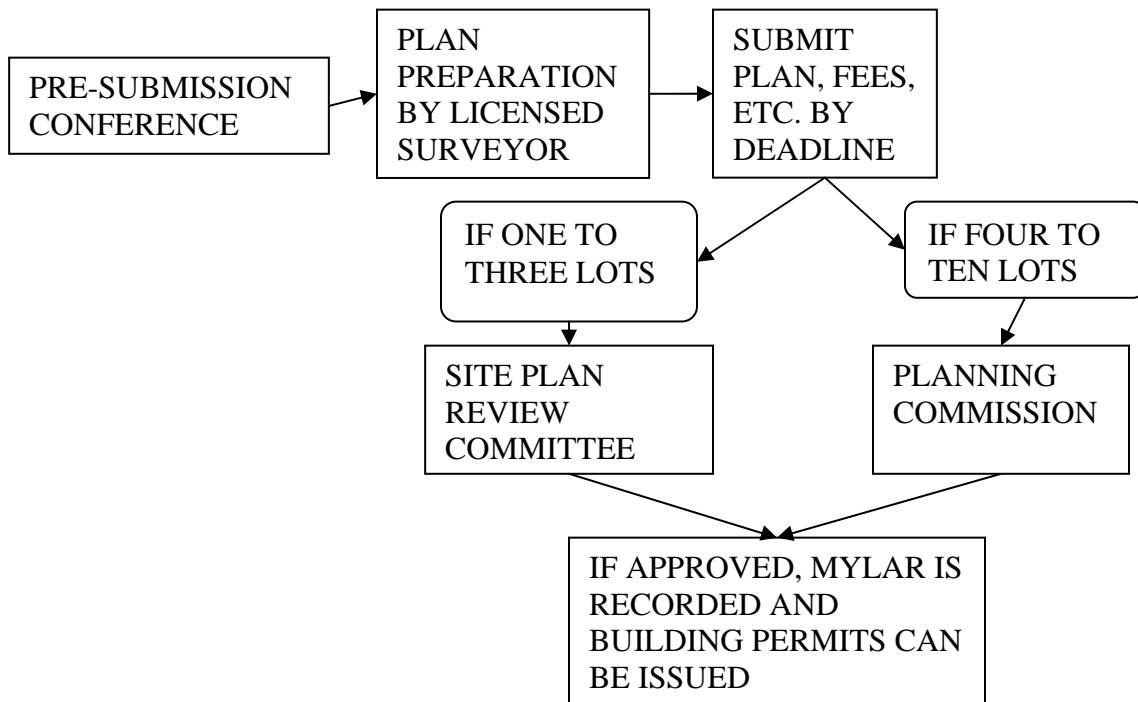 PRE-SUBMISSION
CONFERENCE
PLAN
PREPARATION
BY LICENSED
SURVEYOR
SUBMIT
PLAN, FEES,
ETC. BY
DEADLINE
IF ONE TO
THREE LOTS
IF FOUR TO
TEN LOTS
SITE PLAN
REVIEW
COMMITTEE
PLANNING
COMMISSION
IF APPROVED, MYLAR IS
RECORDED AND
BUILDING PERMITS CAN
BE ISSUED